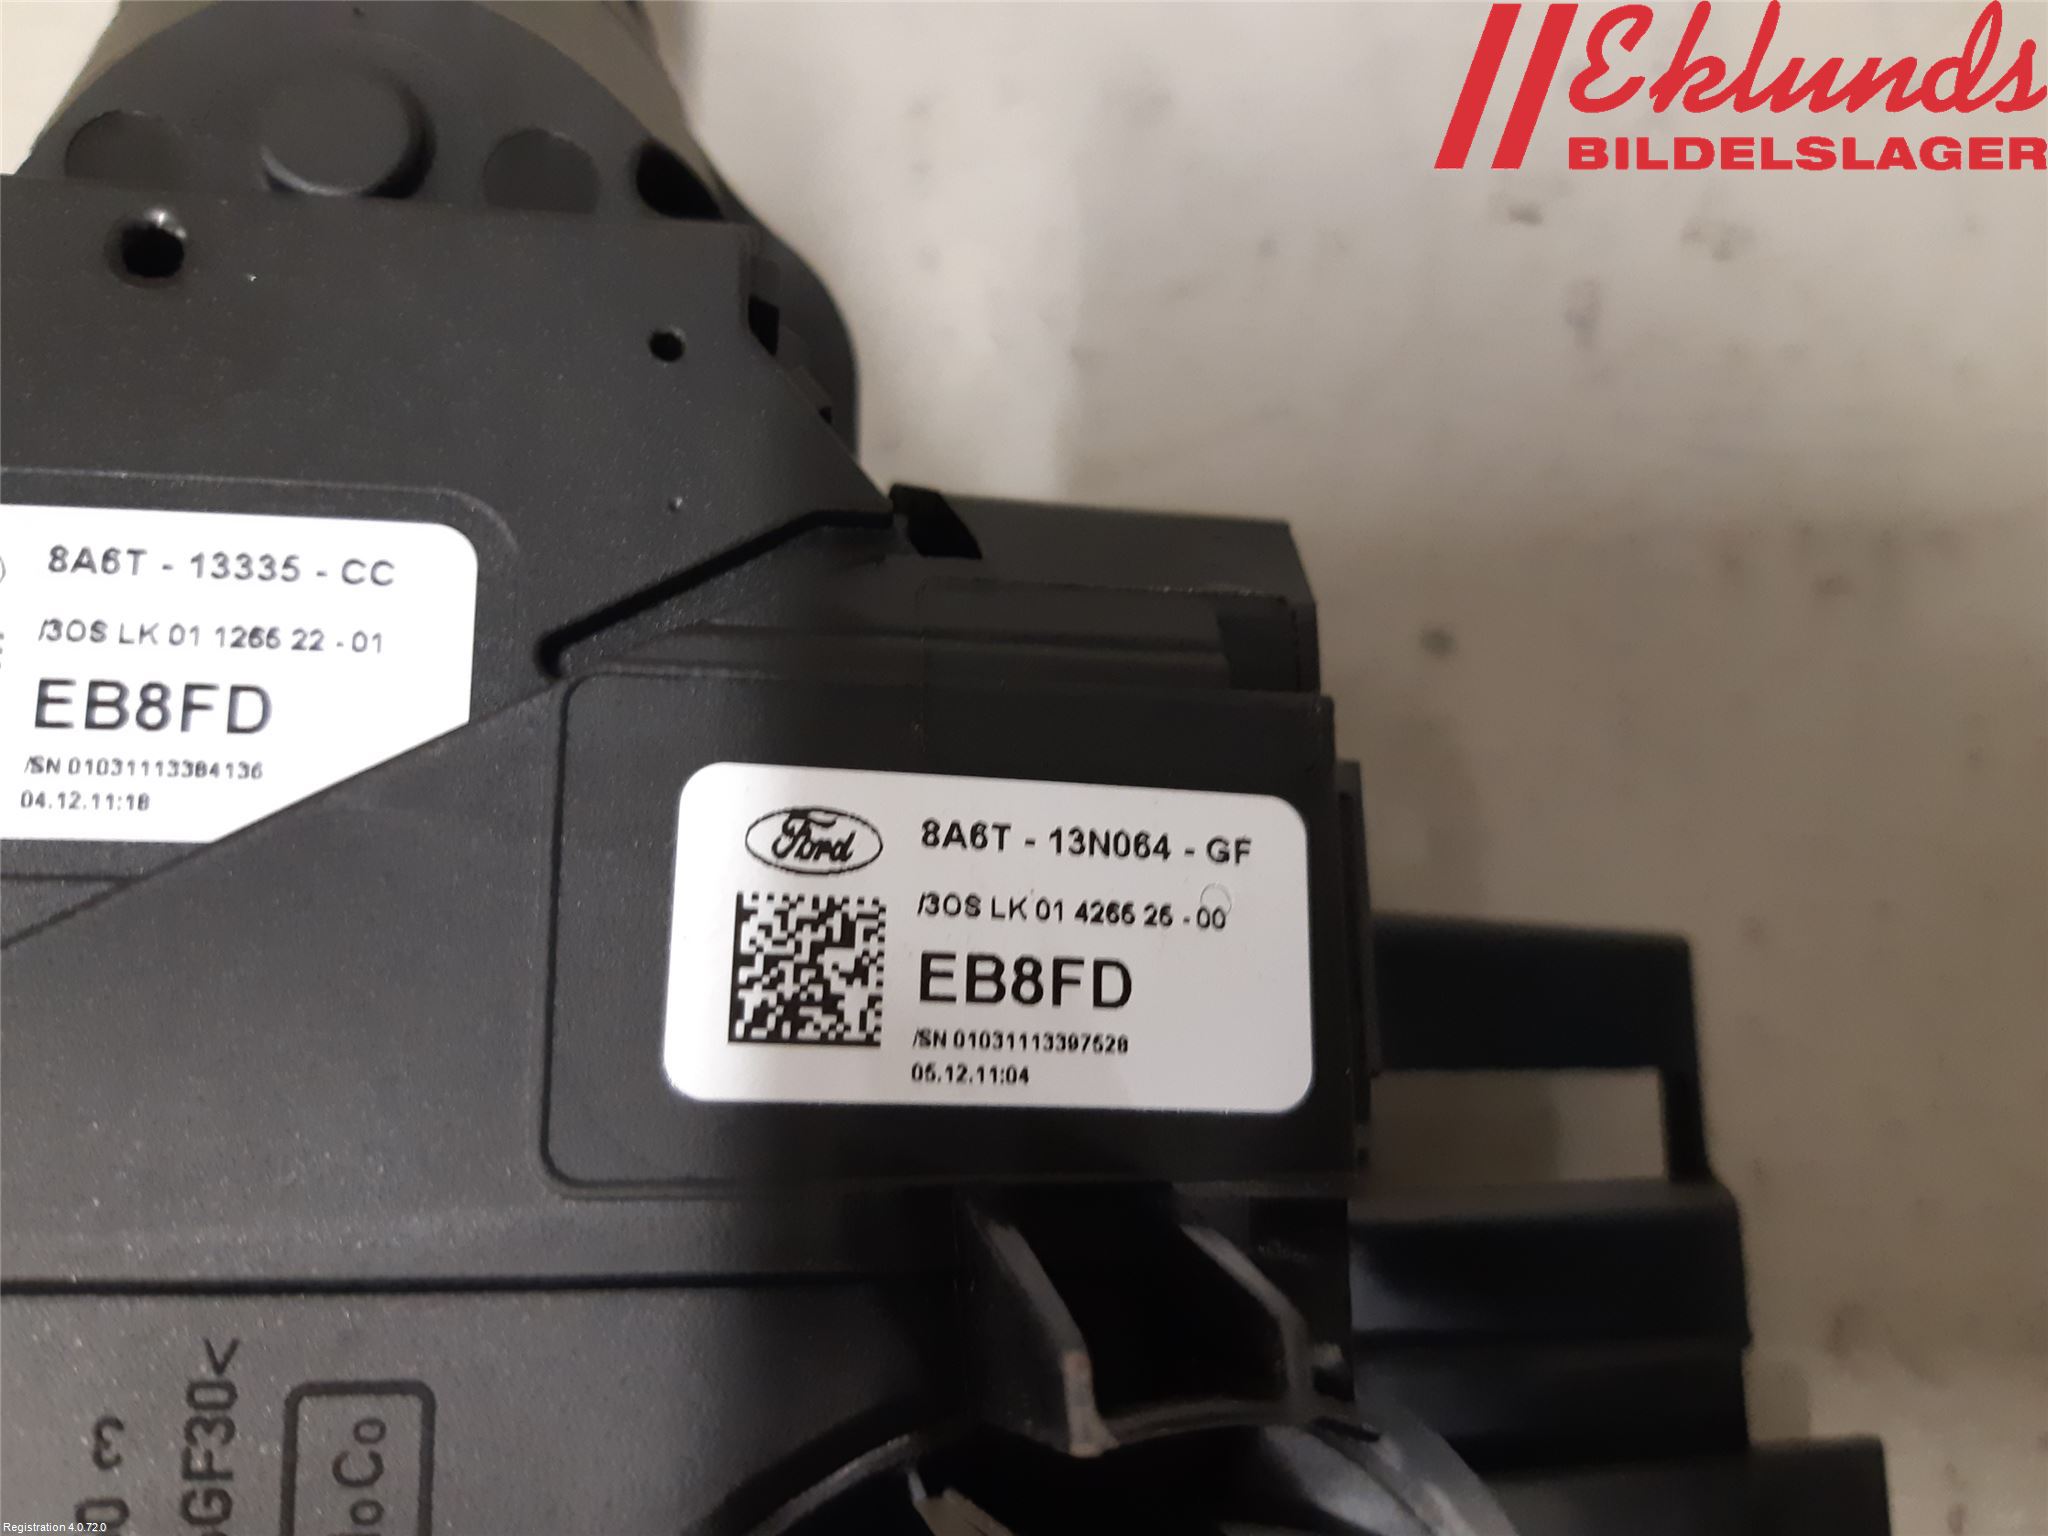 Eklunds
BILDELSLAGER
8A6T - 13335 - CC
/3OS LK 01 1266 22 - 01
EB8FD
/SN 01031113384136
04.12.11:18
Ford
8A6T - 13N064 - GF
/3OS LK 01 4266 26 - 00
EB8FD
/SN 01031113397528
05.12.11:04
GF30<
oCo
Registration 4.0.72.0